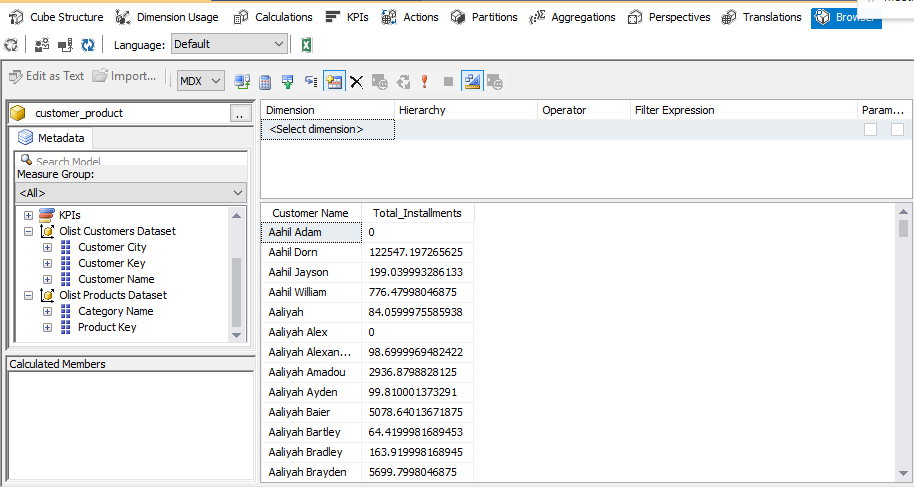 Cube Structure Dimension Usage Calculations KPIs Actions Partitions Aggregations Perspectives Translations Browser
Language: Default
Edit as Text Import... MDX
customer_product ..
Metadata
Search Model
Measure Group:
<All>
KPIs
Olist Customers Dataset
Customer City
Customer Key
Customer Name
Olist Products Dataset
Category Name
Product Key
Calculated Members
Dimension Hierarchy Operator Filter Expression Param...
<Select dimension>
Customer Name Total_Installments
Aahil Adam 0
Aahil Dorn 122547.197265625
Aahil Jayson 199.039993286133
Aahil William 776.47998046875
Aaliyah 84.0599975585938
Aaliyah Alex 0
Aaliyah Alexan... 98.6999969482422
Aaliyah Amadou 2936.8798828125
Aaliyah Ayden 99.810001373291
Aaliyah Baier 5078.64013671875
Aaliyah Bartley 64.4199981689453
Aaliyah Bradley 163.919998168945
Aaliyah Brayden 5699.7998046875